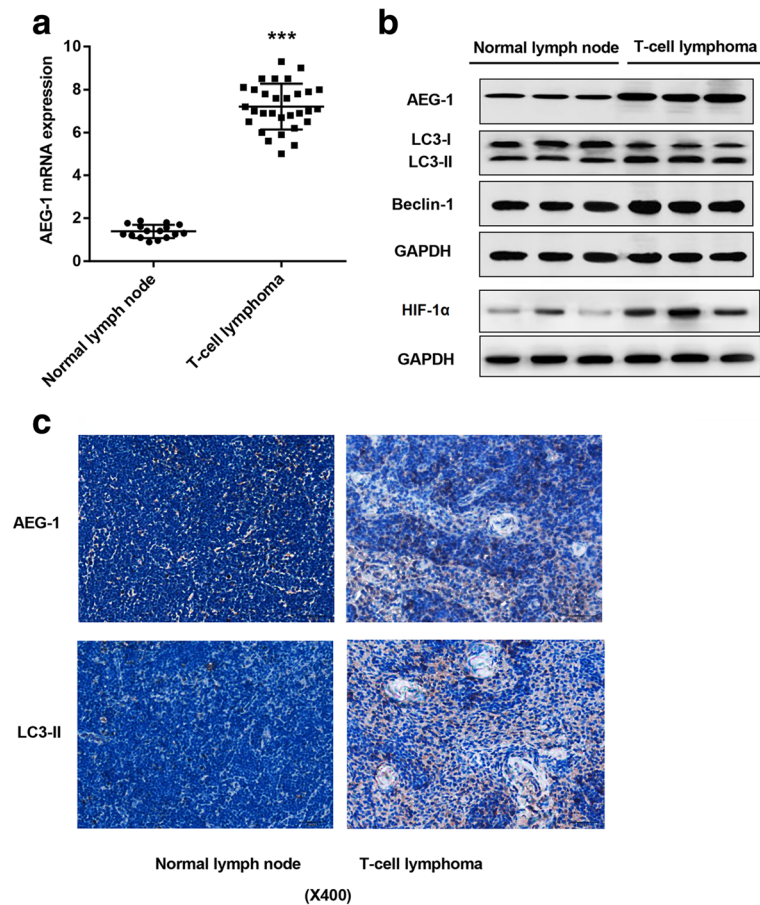 a
***
AEG-1 mRNA expression
10
8
6
4
2
0
Normal lymph node
T-cell lymphoma
b
Normal lymph node T-cell lymphoma
AEG-1
LC3-I
LC3-II
Beclin-1
GAPDH
HIF-1α
GAPDH
c
AEG-1
LC3-II
Normal lymph node T-cell lymphoma
(X400)